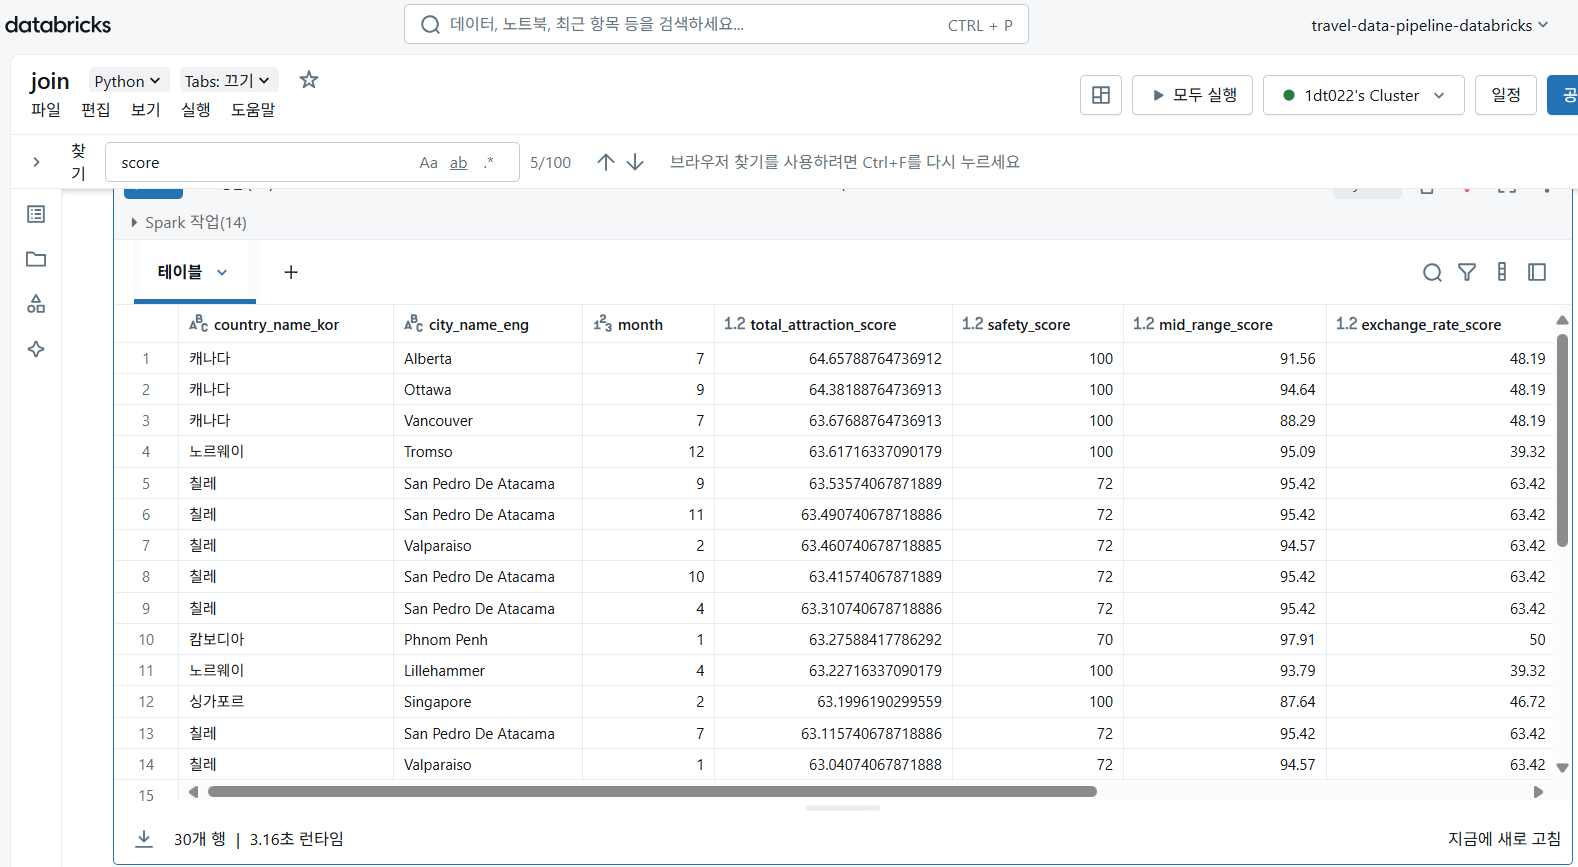 databricks
데이터, 노트북, 최근 항목 등을 검색하세요... CTRL + P
travel-data-pipeline-databricks
join Python Tabs: 끄기
파일 편집 보기 실행 도움말
모두 실행 1dt022's Cluster 일정 공
찾기 score Aa ab .* 5/100 브라우저 찾기를 사용하려면 Ctrl+F를 다시 누르세요
Spark 작업(14)
테이블 +
country_name_kor city_name_eng month total_attraction_score safety_score mid_range_score exchange_rate_score
1 캐나다 Alberta 7 64.65788764736912 100 91.56 48.19
2 캐나다 Ottawa 9 64.38188764736913 100 94.64 48.19
3 캐나다 Vancouver 7 63.67688764736913 100 88.29 48.19
4 노르웨이 Tromso 12 63.61716337090179 100 95.09 39.32
5 칠레 San Pedro De Atacama 9 63.53574067871889 72 95.42 63.42
6 칠레 San Pedro De Atacama 11 63.490740678718886 72 95.42 63.42
7 칠레 Valparaiso 2 63.460740678718885 72 94.57 63.42
8 칠레 San Pedro De Atacama 10 63.41574067871889 72 95.42 63.42
9 칠레 San Pedro De Atacama 4 63.310740678718886 72 95.42 63.42
10 캄보디아 Phnom Penh 1 63.27588417786292 70 97.91 50
11 노르웨이 Lillehammer 4 63.22716337090179 100 93.79 39.32
12 싱가포르 Singapore 2 63.1996190299559 100 87.64 46.72
13 칠레 San Pedro De Atacama 7 63.115740678718886 72 95.42 63.42
14 칠레 Valparaiso 1 63.04074067871888 72 94.57 63.42
15
30개 행 | 3.16초 런타임
지금에 새로 고침